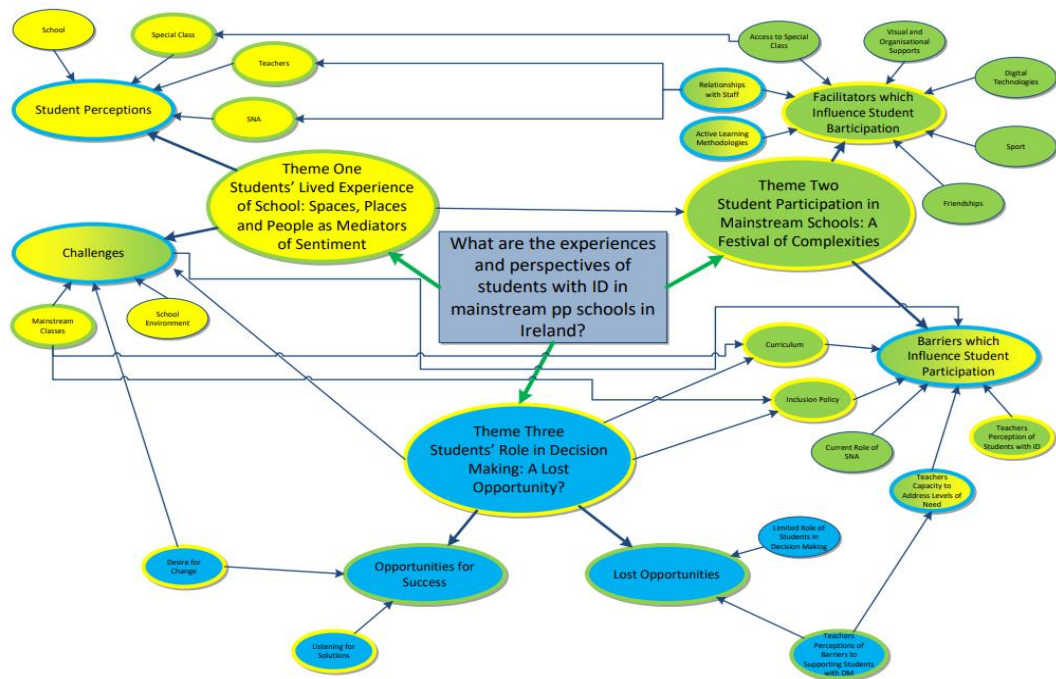 School
Special Class
Teachers
SNA
Student Perceptions
Access to Special
Class
Visual and
Organisational
Supports
Digital
Technologies
Relationships
with Staff
Facilitators which
Influence Student
Barticipation
Active Learning
Methodologies
Sport
Friendships
Theme One
Students' Lived Experience
of School: Spaces, Places
and People as Mediators
of Sentiment
Theme Two
Student Participation in
Mainstream Schools: A
Festival of Complexities
What are the experiences
and perspectives of
students with ID in
mainstream pp schools in
Ireland?
Challenges
Mainstream
Classes
School
Environment
Curriculum
Barriers which
Influence Student
Participation
Inclusion Policy
Current Role of
SNA
Teachers
Perception of
Students with ID
Teachers
Capacity to
Address Levels of
Need
Theme Three
Students' Role in Decision
Making: A Lost
Opportunity?
Limited Role of
Students in
Decision Making
Desire for
Change
Opportunities for
Success
Lost Opportunities
Listening for
Solutions
Teachers
Perceptions of
Barriers to
Supporting Students
with DM